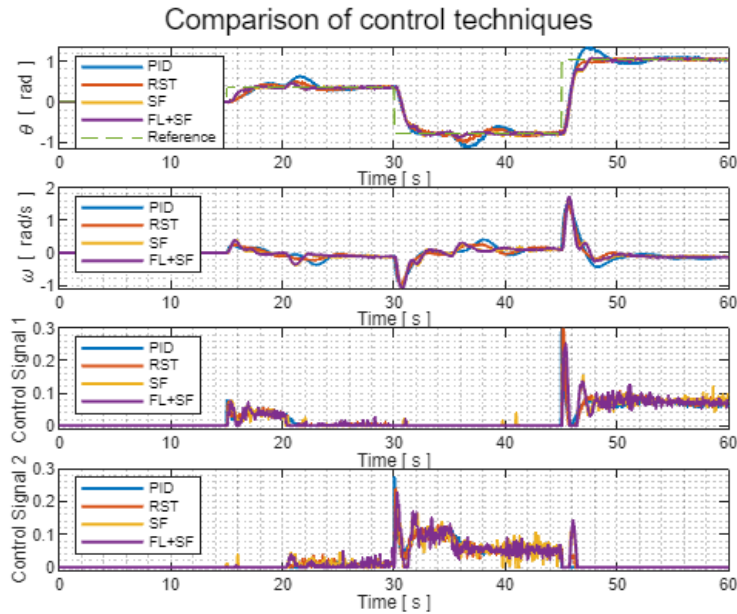 Comparison of control techniques
θ [ rad]
1
0
-1
PID
RST
SF
FL+SF
Reference
0 10 20 30 40 50 60
Time [ s ]
ω [ rad/s ]
2
1
0
-1
PID
RST
SF
FL+SF
0 10 20 30 40 50 60
Time [ s ]
Control Signal 1
0.3
0.2
0.1
0
PID
RST
SF
FL+SF
0 10 20 30 40 50 60
Time [ s ]
Control Signal 2
0.3
0.2
0.1
0
PID
RST
SF
FL+SF
0 10 20 30 40 50 60
Time [ s ]